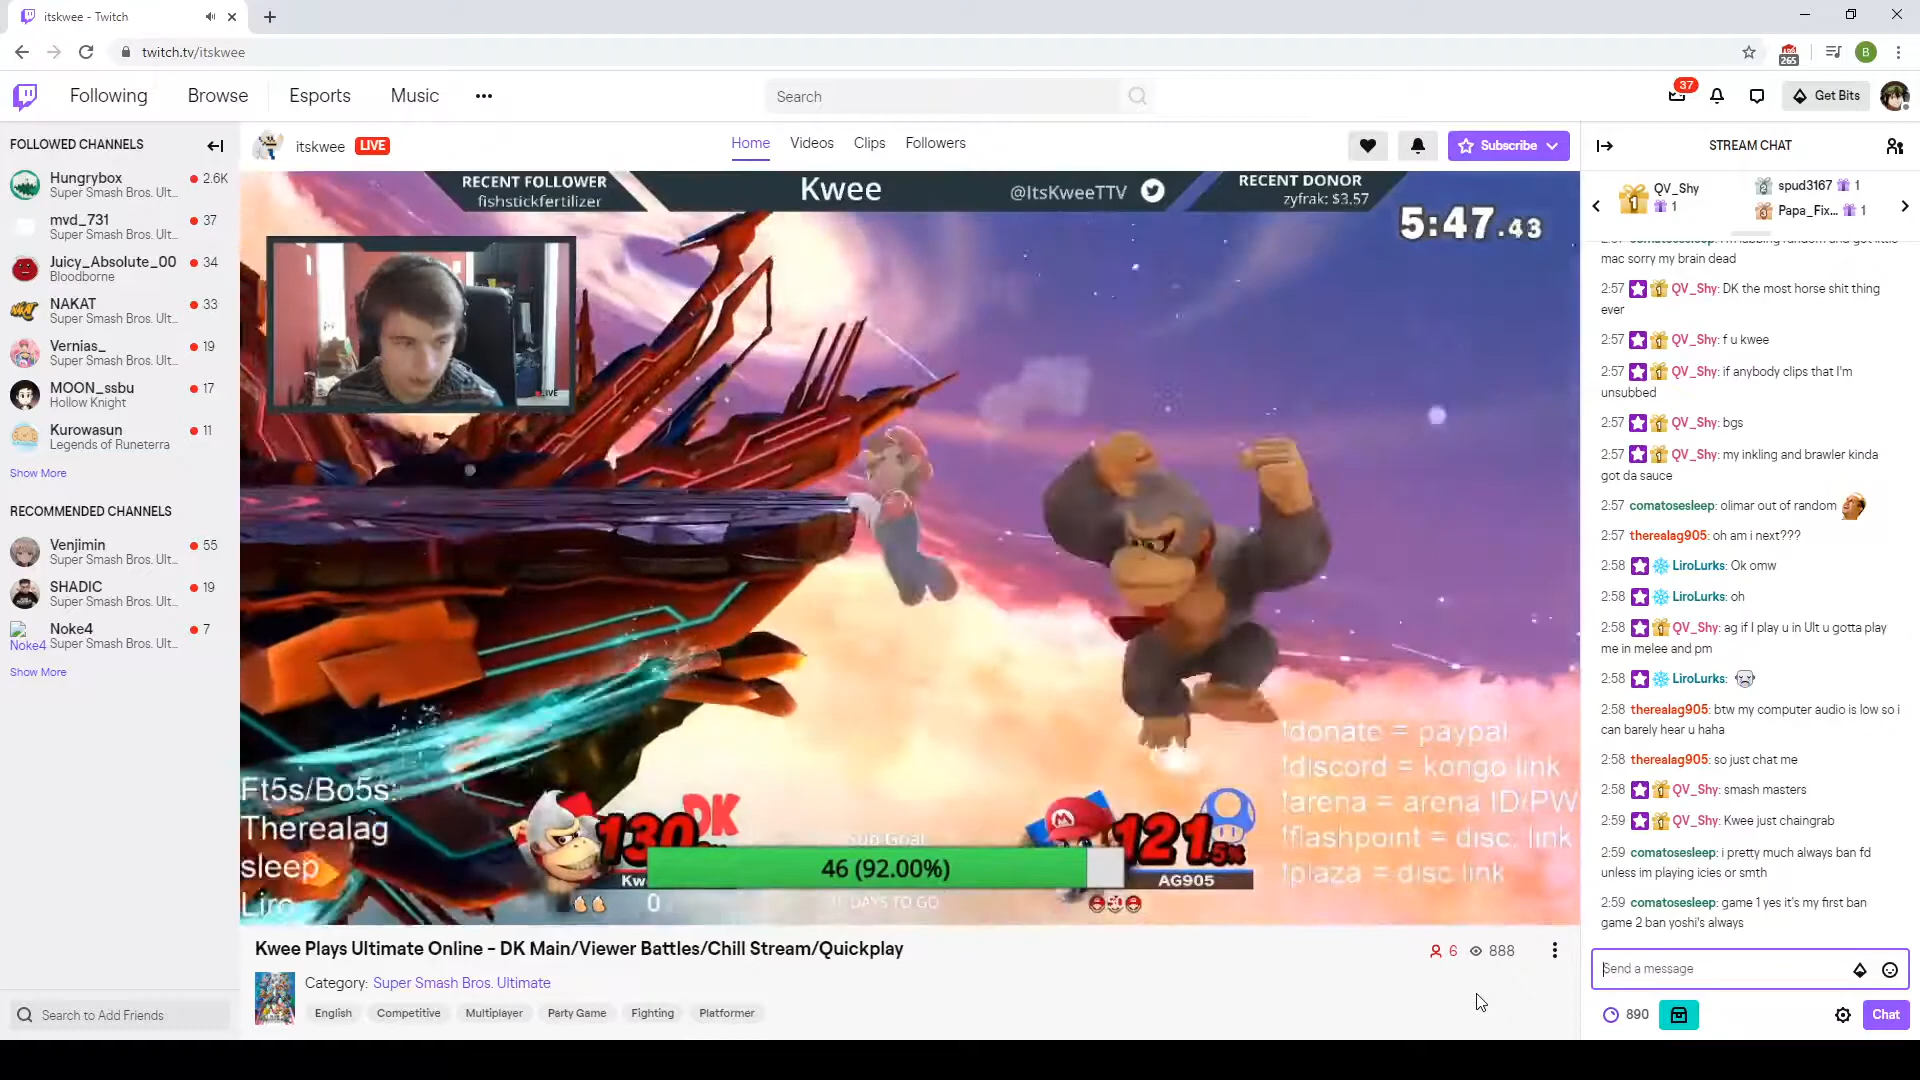 itskwee - Twitch
twitch.tv/itskwee
265
B
Following
Browse
Esports
Music
Search
37
Get Bits
FOLLOWED CHANNELS
Hungrybox
2.6K
Super Smash Bros. Ult...
mvd_731
37
Super Smash Bros. Ult...
Juicy_Absolute_00
34
Bloodborne
NAKAT
33
Super Smash Bros. Ult...
Vernias_
19
Super Smash Bros. Ult...
MOON_ssbu
17
Hollow Knight
Kurowasun
11
Legends of Runeterra
Show More
RECOMMENDED CHANNELS
Venjimin
55
Super Smash Bros. Ult...
SHADIC
19
Super Smash Bros. Ult...
Noke4
7
Noke4
Super Smash Bros. Ult...
Show More
Search to Add Friends
itskwee
LIVE
Home
Videos
Clips
Followers
Subscribe
RECENT FOLLOWER
fishstickfertilizer
Kwee
@ItsKweeTTV
RECENT DONOR
zyfrak: $3.57
5:47.43
LIVE
Ft5s/Bo5s:
Therealag
sleep
Liro
!donate = paypal
!discord = kongo link
!arena = arena ID/PW
!flashpoint = disc. link
!plaza = disc link
DK
130
Sub Goal
121.5%
46 (92.00%)
Kw
AG905
0
DAYS TO GO
50
Kwee Plays Ultimate Online - DK Main/Viewer Battles/Chill Stream/Quickplay
6
888
Category: Super Smash Bros. Ultimate
English
Competitive
Multiplayer
Party Game
Fighting
Platformer
STREAM CHAT
QV_Shy
1
spud3167 1
Papa_Fix... 1
mac sorry my brain dead
2:57 QV_Shy: DK the most horse shit thing
ever
2:57 QV_Shy: f u kwee
2:57 QV_Shy: if anybody clips that I'm
unsubbed
2:57 QV_Shy: bgs
2:57 QV_Shy: my inkling and brawler kinda
got da sauce
2:57 comatosesleep: olimar out of random
2:57 therealag905: oh am i next???
2:58 LiroLurks: Ok omw
2:58 LiroLurks: oh
2:58 QV_Shy: ag if I play u in Ult u gotta play
me in melee and pm
2:58 LiroLurks:
2:58 therealag905: btw my computer audio is low so i
can barely hear u haha
2:58 therealag905: so just chat me
2:58 QV_Shy: smash masters
2:59 QV_Shy: Kwee just chaingrab
2:59 comatosesleep: i pretty much always ban fd
unless im playing icies or smth
2:59 comatosesleep: game 1 yes it's my first ban
game 2 ban yoshi's always
Send a message
890
Chat